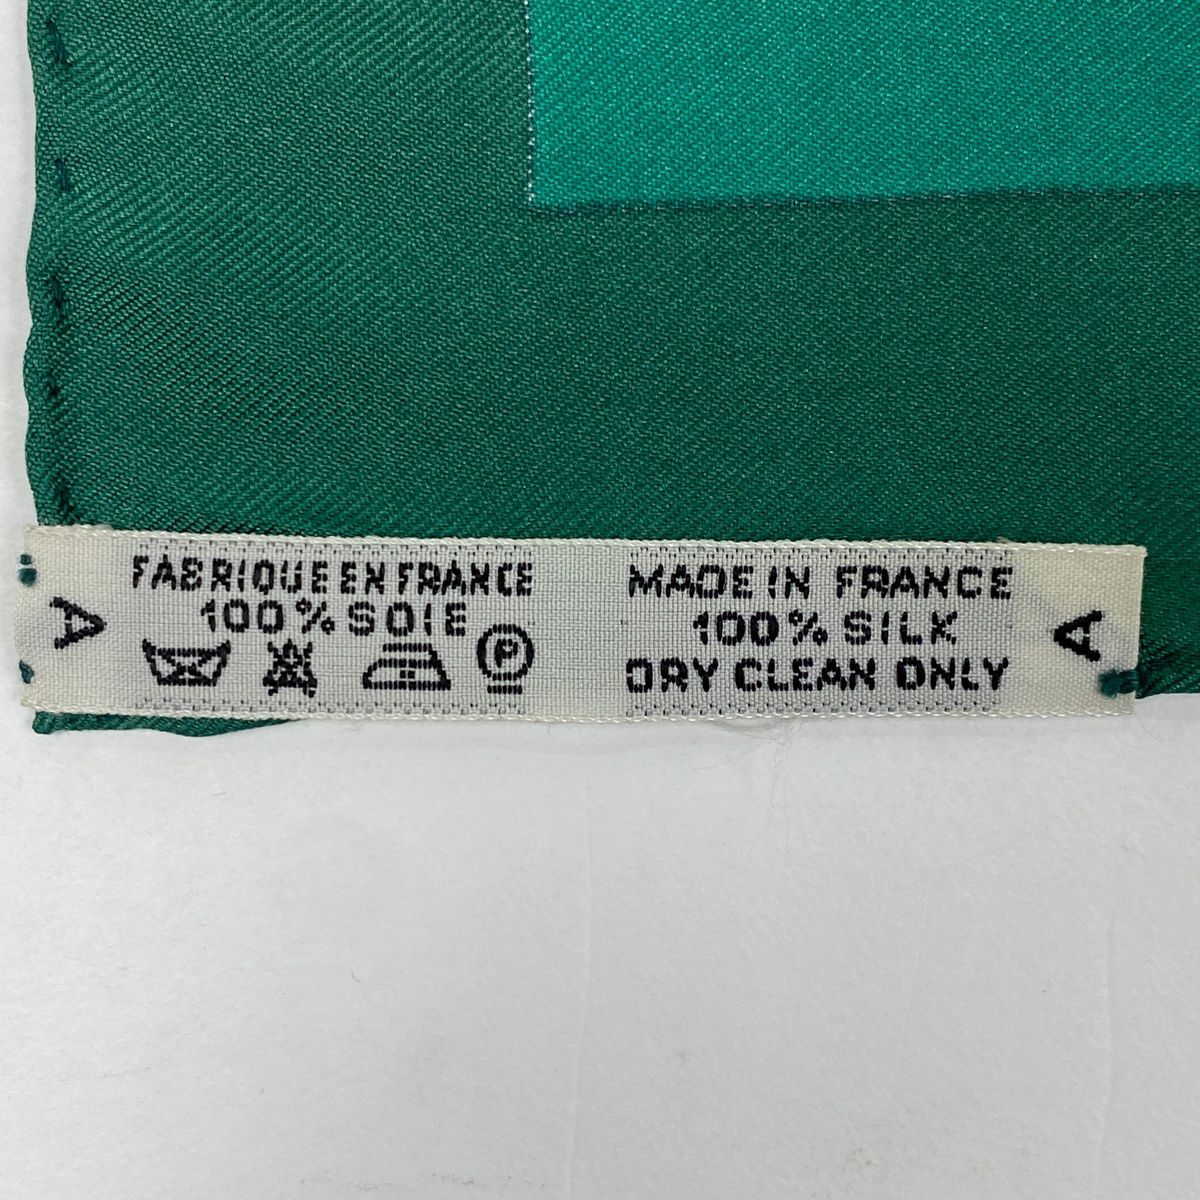 A
FABRIQUE EN FRANCE
100% SOIE
P
MADE IN FRANCE
100% SILK
DRY CLEAN ONLY
A